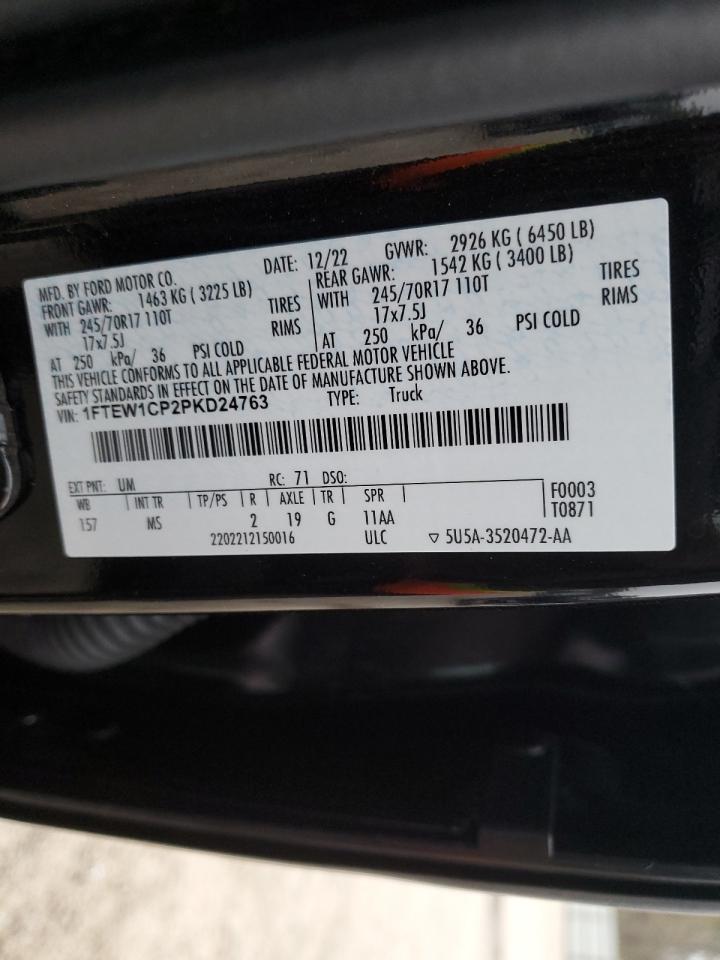 MFD. BY FORD MOTOR CO. DATE: 12/22 GVWR: 2926 KG ( 6450 LB)
FRONT GAWR: 1463 KG ( 3225 LB) REAR GAWR: 1542 KG ( 3400 LB)
WITH 245/70R17 110T TIRES WITH 245/70R17 110T TIRES
17x7.5J RIMS 17x7.5J RIMS
AT 250 kPa/ 36 PSI COLD AT 250 kPa/ 36 PSI COLD
THIS VEHICLE CONFORMS TO ALL APPLICABLE FEDERAL MOTOR VEHICLE
SAFETY STANDARDS IN EFFECT ON THE DATE OF MANUFACTURE SHOWN ABOVE.
VIN: 1FTEW1CP2PKD24763 TYPE: Truck
EXT PNT: UM RC: 71 DSO:
WB INT TR TP/PS R AXLE TR SPR F0003
157 MS 2 19 G 11AA T0871
2202212150016 ULC ▽ 5U5A-3520472-AA